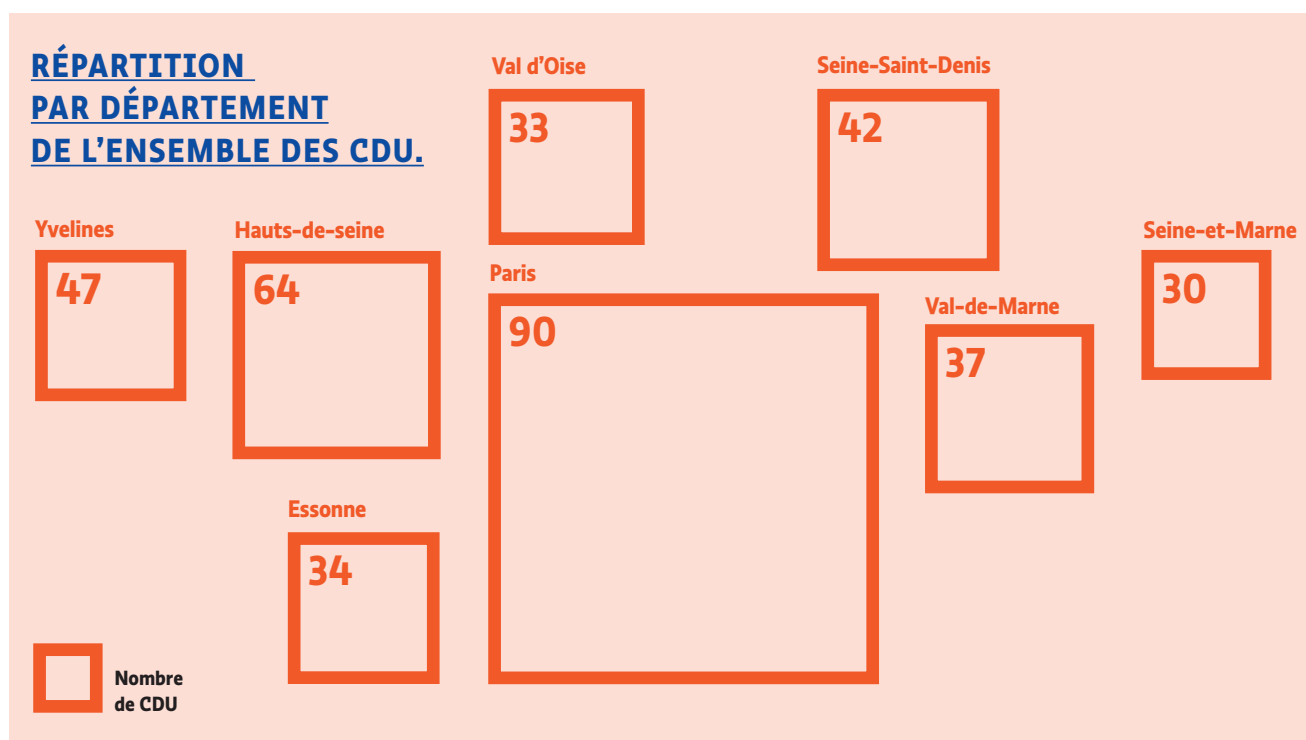 RÉPARTITION
PAR DÉPARTEMENT
DE L'ENSEMBLE DES CDU.
Val d'Oise
33
Seine-Saint-Denis
42
Yvelines
47
Hauts-de-seine
64
Paris
90
Val-de-Marne
37
Seine-et-Marne
30
Essonne
34
Nombre
de CDU